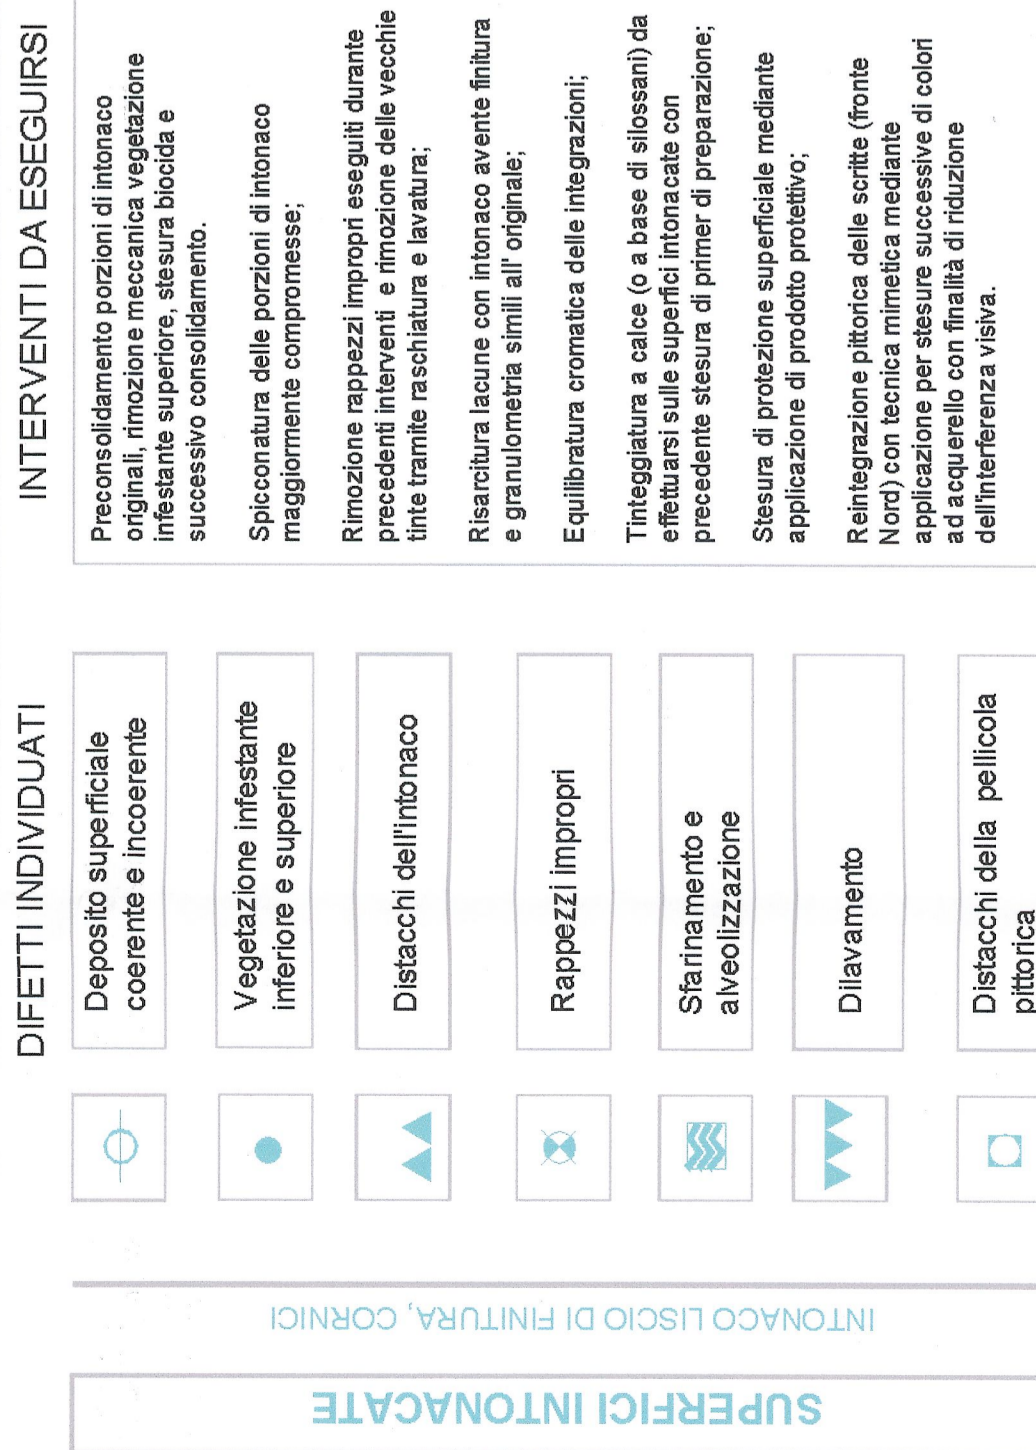 SUPERFICI INTONACATE
INTONACO LISCIO DI FINITURA, CORNICI
DIFETTI INDIVIDUATI
Deposito superficiale
coerente e incoerente
Vegetazione infestante
inferiore e superiore
Distacchi dell'intonaco
Rappezzi impropri
Sfarinamento e
alveolizzazione
Dilavamento
Distacchi della pellicola
pittorica
INTERVENTI DA ESEGUIRSI
Preconsolidamento porzioni di intonaco
originali, rimozione meccanica vegetazione
infestante superiore, stesura biocida e
successivo consolidamento.
Spicconatura delle porzioni di intonaco
maggiormente compromesse;
Rimozione rappezzi impropri eseguiti durante
precedenti interventi e rimozione delle vecchie
tinte tramite raschiatura e lavatura;
Risarcitura lacune con intonaco avente finitura
e granulometria simili all' originale;
Equilibratura cromatica delle integrazioni;
Tinteggiatura a calce (o a base di silossani) da
effettuarsi sulle superfici intonacate con
precedente stesura di primer di preparazione;
Stesura di protezione superficiale mediante
applicazione di prodotto protettivo;
Reintegrazione pittorica delle scritte (fronte
Nord) con tecnica mimetica mediante
applicazione per stesure successive di colori
ad acquerello con finalità di riduzione
dell'interferenza visiva.